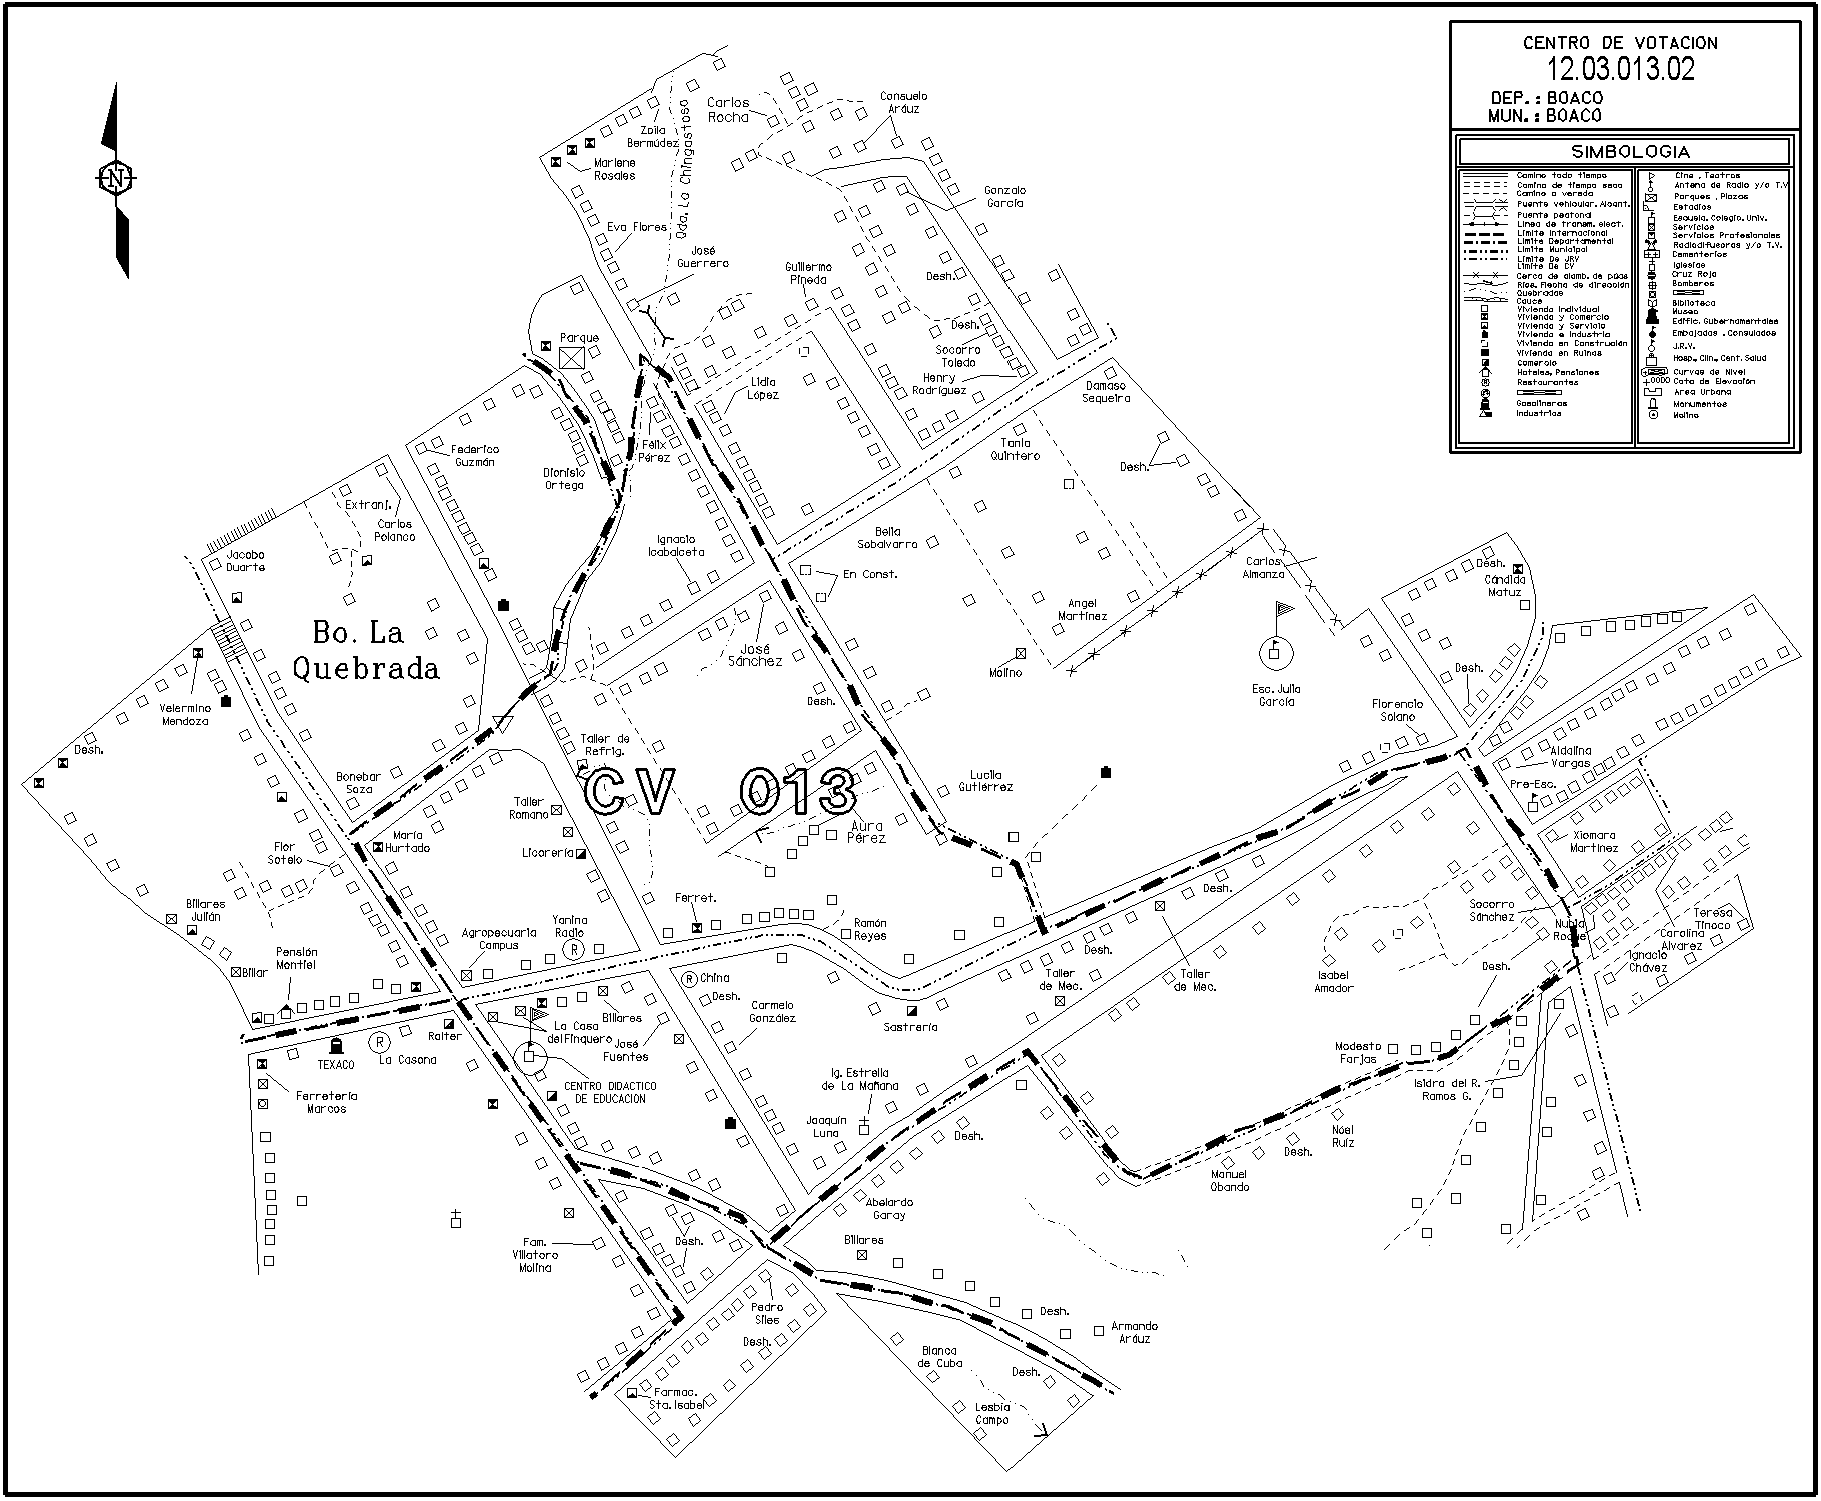 CENTRO DE VOTACION
12.03.013.02
DEP. : BOACO
MUN. : BOACO
SIMBOLOGIA
Camino todo tiempo
Camino de tiempo seco
Camino o vereda
Puente vehicular, Alcant.
Puente peatonal
Linea de transm. elect.
Limite Internacional
Limite Departamental
Limite Municipal
Limite De JRV
Limite De CV
Cerca de alamb. de púas
Rios, Flecha de dirección
Quebradas
Cauce
Vivienda Individual
Vivienda y Comercio
Vivienda y Servicio
Vivienda e Industria
Vivienda en Construción
Vivienda en Ruinas
Comercio
Hoteles, Pensiones
Restaurantes
Gasolineras
Industrias
Cine , Teatros
Antena de Radio y/o T.V
Parques , Plazas
Estadios
Escuela, Colegio, Univ.
Servicios
Servicios Profesionales
Radiodifusoras y/o T.V.
Cementerios
Iglesias
Cruz Roja
Bomberos
Biblioteca
Museo
Edific. Gubernamentales
Embajadas , Consulados
J.R.V.
Hosp., Clin., Cent. Salud
Curvas de Nivel
Cota de Elevación
Area Urbana
Monumentos
Molino
N
Zoila
Bermúdez
Carlos
Rocha
Consuelo
Aráuz
Marlene
Rosales
Qda. La Chingastoso
Gonzalo
García
Eva Flores
José
Guerrero
Guillermo
Pineda
Desh.
Parque
Desh.
Socorro
Toledo
Henry
Rodríguez
Lidia
López
Damaso
Sequeira
Federico
Guzmán
Dionisio
Ortega
Félix
Pérez
Tania
Quintero
Desh.
Extranj.
Carlos
Polanco
Ignacio
Icabalceta
Bella
Sobalvarro
Jacobo
Duarte
En Const.
Carlos
Almanza
Desh.
Cándida
Matuz
Angel
Martínez
Bo. La
Quebrada
José
Sánchez
Molino
Desh.
Desh.
Esc. Julia
García
Florencio
Solano
Velermino
Mendoza
Desh.
Taller de
Refrig.
Aldalina
Vargas
Bonebar
Soza
CV 013
Lucila
Gutiérrez
Pre-Esc.
Taller
Romano
Aura
Pérez
María
Hurtado
Licorería
Flor
Sotelo
Xiomara
Martínez
Desh.
Billares
Julián
Ferret.
Yanina
Radio
R
Ramón
Reyes
Socorro
Sánchez
Nubia
Roque
Teresa
Tinoco
Carolina
Alvarez
Agropecuaria
Campus
Desh.
Pensión
Montiel
Billar
Ignacio
Chávez
Desh.
Isabel
Amador
Taller
de Mec.
Taller
de Mec.
R
China
Desh.
Carmelo
González
Billares
La Casa
del Finquero
Sastrería
Ralter
José
Fuentes
R
La Casona
TEXACO
Modesto
Farjas
Ig. Estrella
de La Mañana
CENTRO DIDACTICO
DE EDUCACION
Isidra del R.
Ramos G.
Ferretería
Marcos
Joaquín
Luna
Desh.
Nóel
Ruíz
Desh.
Manuel
Obando
Abelardo
Garay
Desh.
Billares
Fam.
Villatoro
Molina
Pedro
Siles
Desh.
Desh.
Armando
Aráuz
Blanca
de Cuba
Desh.
Farmac.
Sta. Isabel
Lesbia
Campo